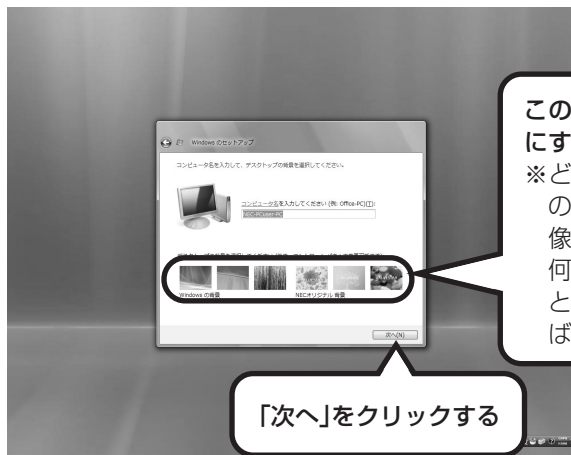 Windows のセットアップ
コンピュータ名を入力して、デスクトップの背景を選択してください。
コンピュータ名を入力してください (例: Office-PC)(T):
NEC-PCuser-PC
Windows の背景
NECオリジナル 背景
次へ(N)
この
にす
※ど
の
像
何
と
ば
「次へ」をクリックする